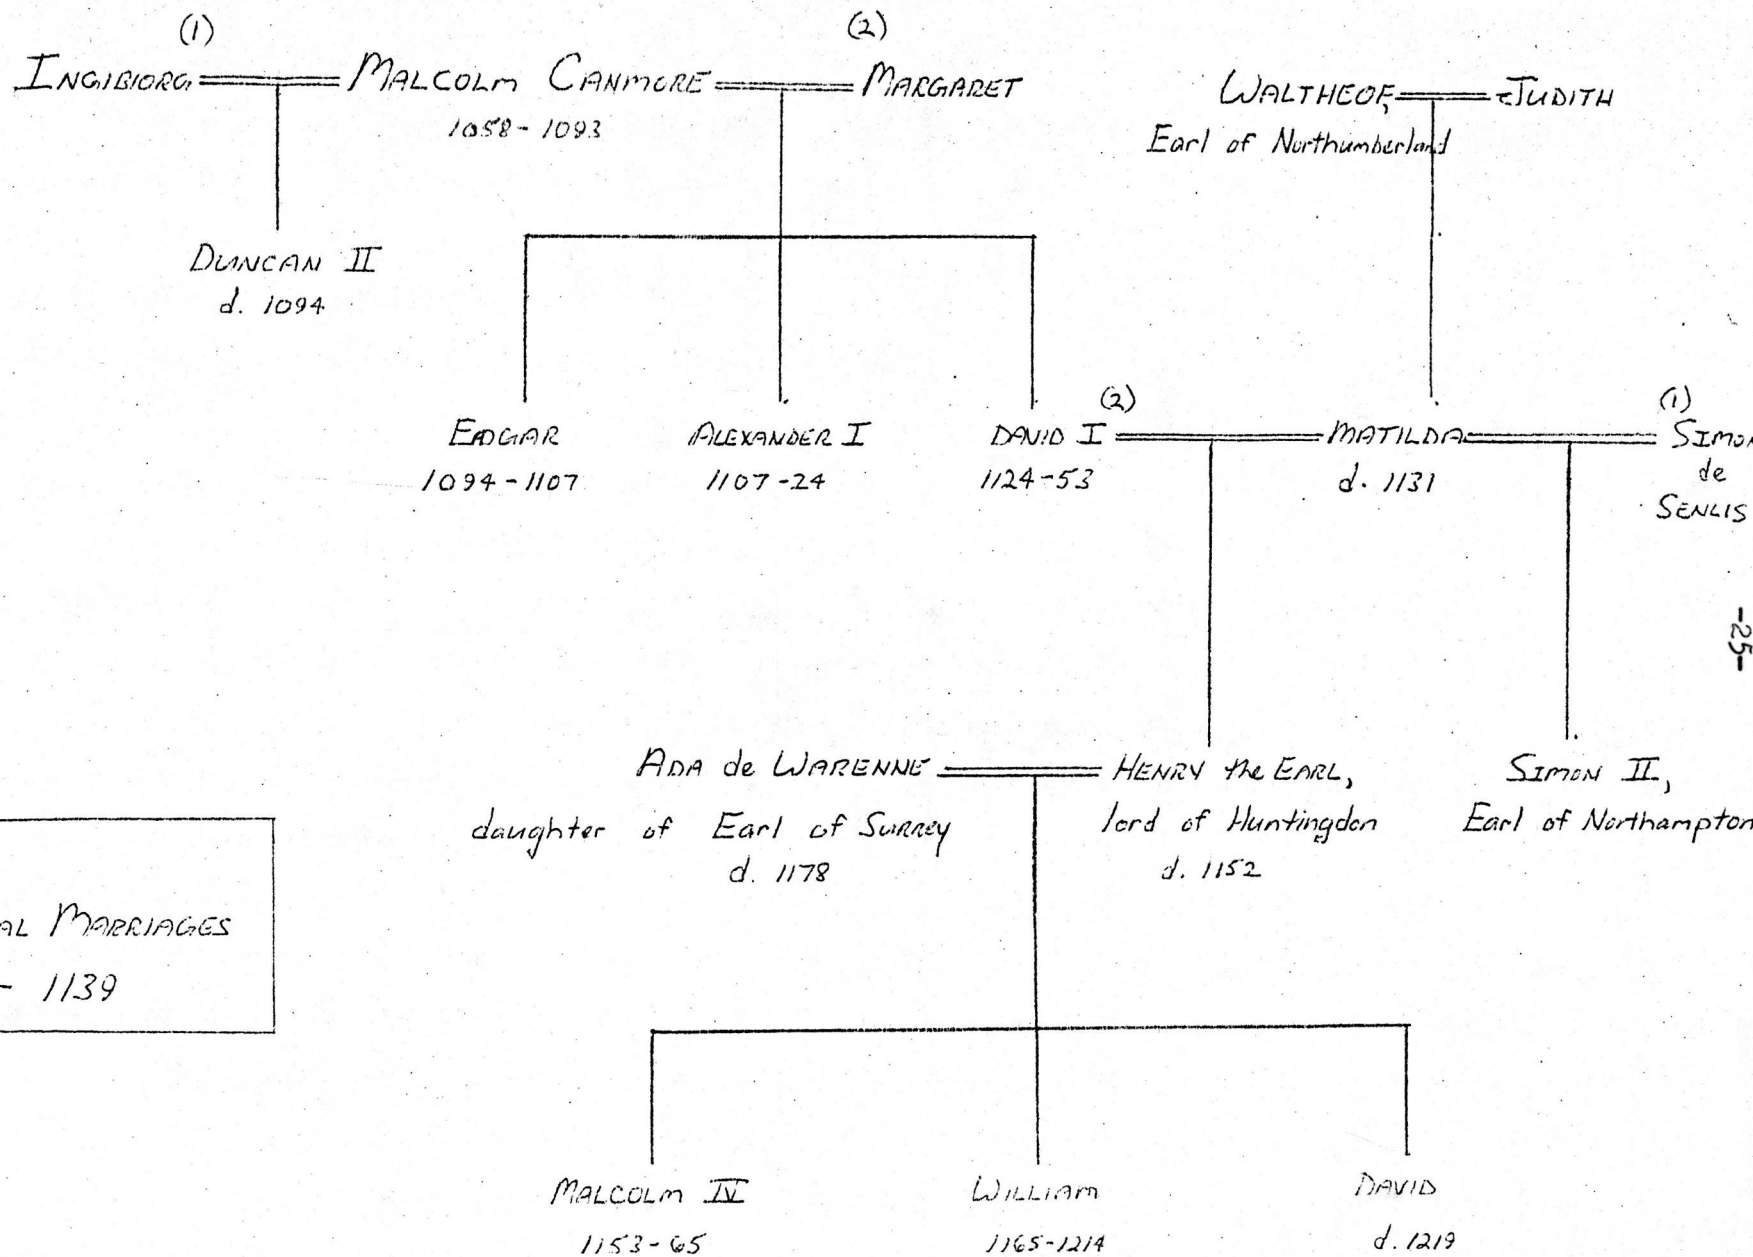 (1) (2)
INGIBIORG MALCOLM CANMORE MARGARET WALTHEOF, JUDITH
1058-1093 Earl of Northumberland
DUNCAN II
d. 1094
(2) (1)
EDGAR ALEXANDER I DAVID I MATILDA SIMON
1094-1107 1107-24 1124-53 d. 1131 de
SENLIS
-25-
ADA de WARENNE HENRY the EARL, SIMON II,
daughter of Earl of Surrey lord of Huntingdon Earl of Northampton
d. 1178 d. 1152
AL MARRIAGES
- 1139
MALCOLM IV WILLIAM DAVID
1153-65 1165-1214 d. 1219